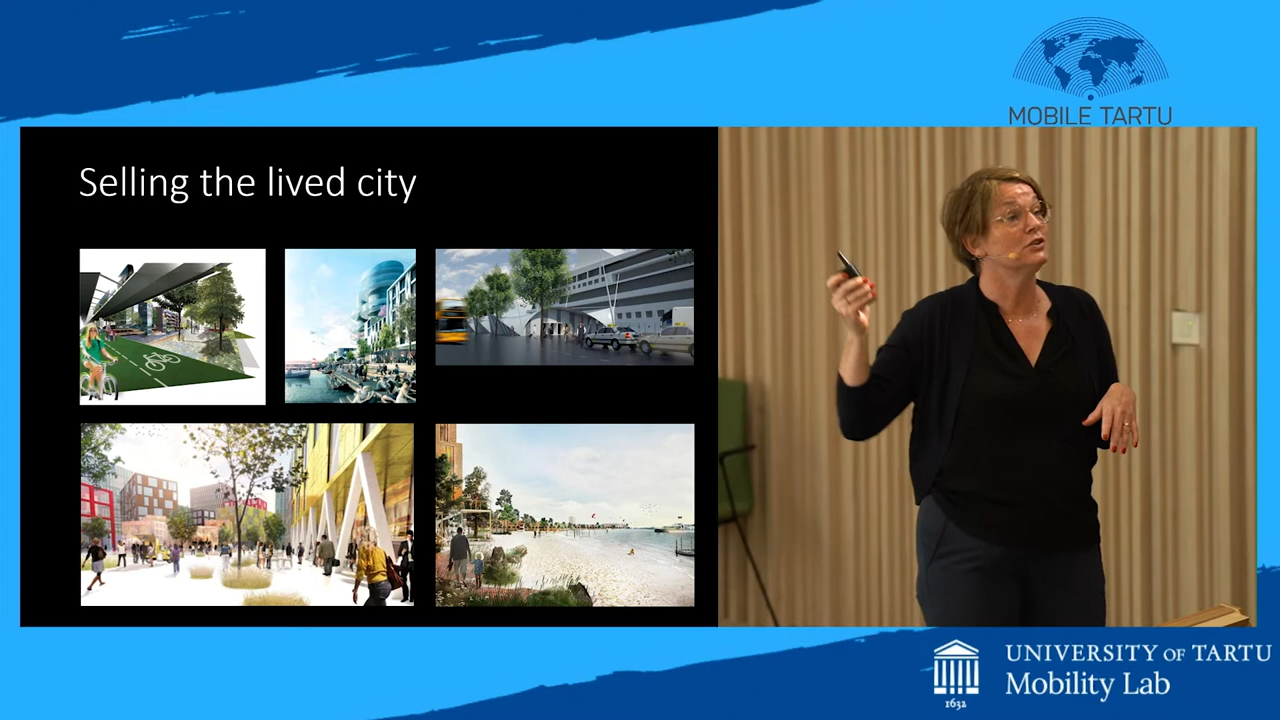 MOBILE TARTU
Selling the lived city
UNIVERSITY OF TARTU
Mobility Lab
1632